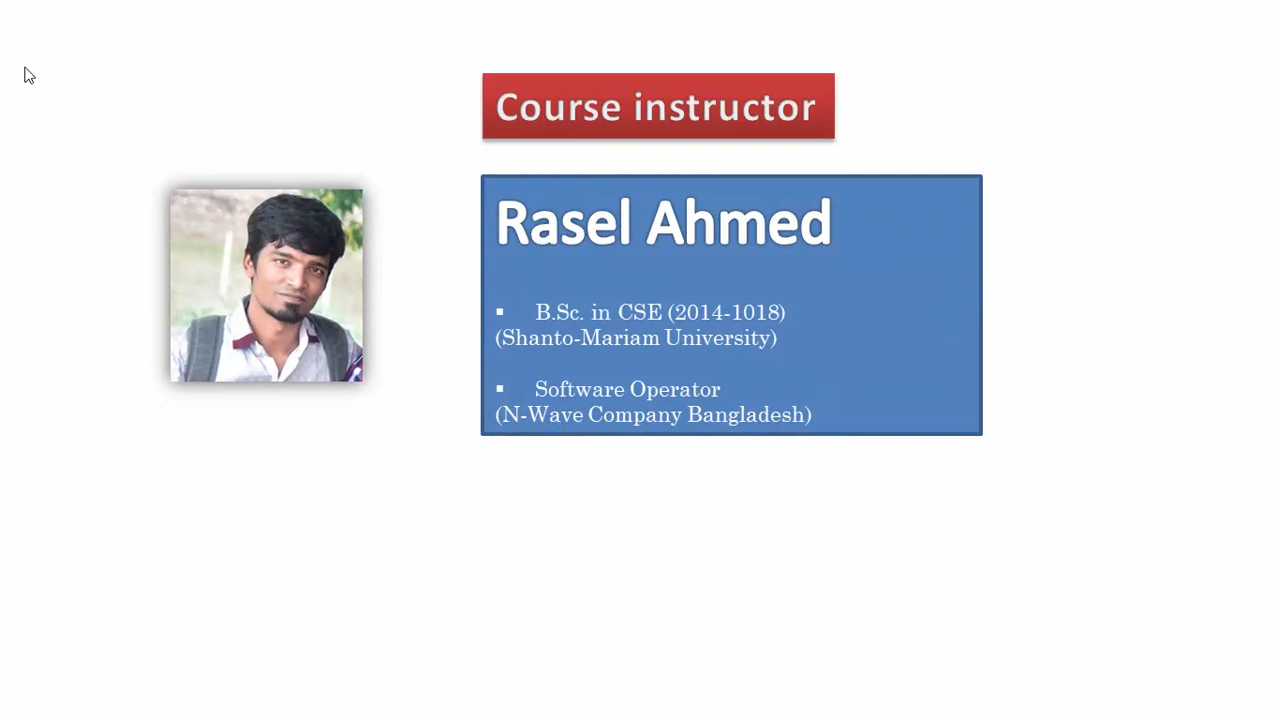 Course instructor
Rasel Ahmed
▪ B.Sc. in CSE (2014-1018)
(Shanto-Mariam University)
▪ Software Operator
(N-Wave Company Bangladesh)